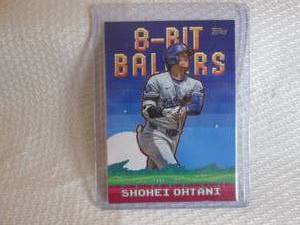 8-BIT
topps
BALLERS
SHOHEI OHTANI